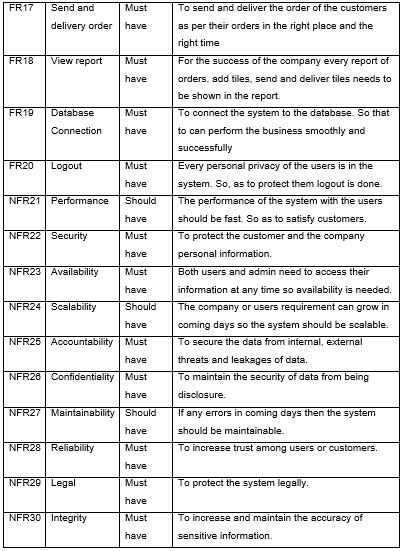 FR17 Send and Must To send and deliver the order of the customers
delivery order have as per their orders in the right place and the
right time
FR18 View report Must For the success of the company every report of
have orders, add tiles, send and deliver tiles needs to
be shown in the report.
FR19 Database Must To connect the system to the database. So that
Connection have to can perform the business smoothly and
successfully
FR20 Logout Must Every personal privacy of the users is in the
have system. So, as to protect them logout is done.
NFR21 Performance Should The performance of the system with the users
have should be fast. So as to satisfy customers.
NFR22 Security Must To protect the customer and the company
have personal information.
NFR23 Availability Must Both users and admin need to access their
have information at any time so availability is needed.
NFR24 Scalability Should The company or users requirement can grow in
have coming days so the system should be scalable.
NFR25 Accountability Must To secure the data from internal, external
have threats and leakages of data.
NFR26 Confidentiality Must To maintain the security of data from being
have disclosure.
NFR27 Maintainability Should If any errors in coming days then the system
have should be maintainable.
NFR28 Reliability Must To increase trust among users or customers.
have
NFR29 Legal Must To protect the system legally.
have
NFR30 Integrity Must To increase and maintain the accuracy of
have sensitive information.